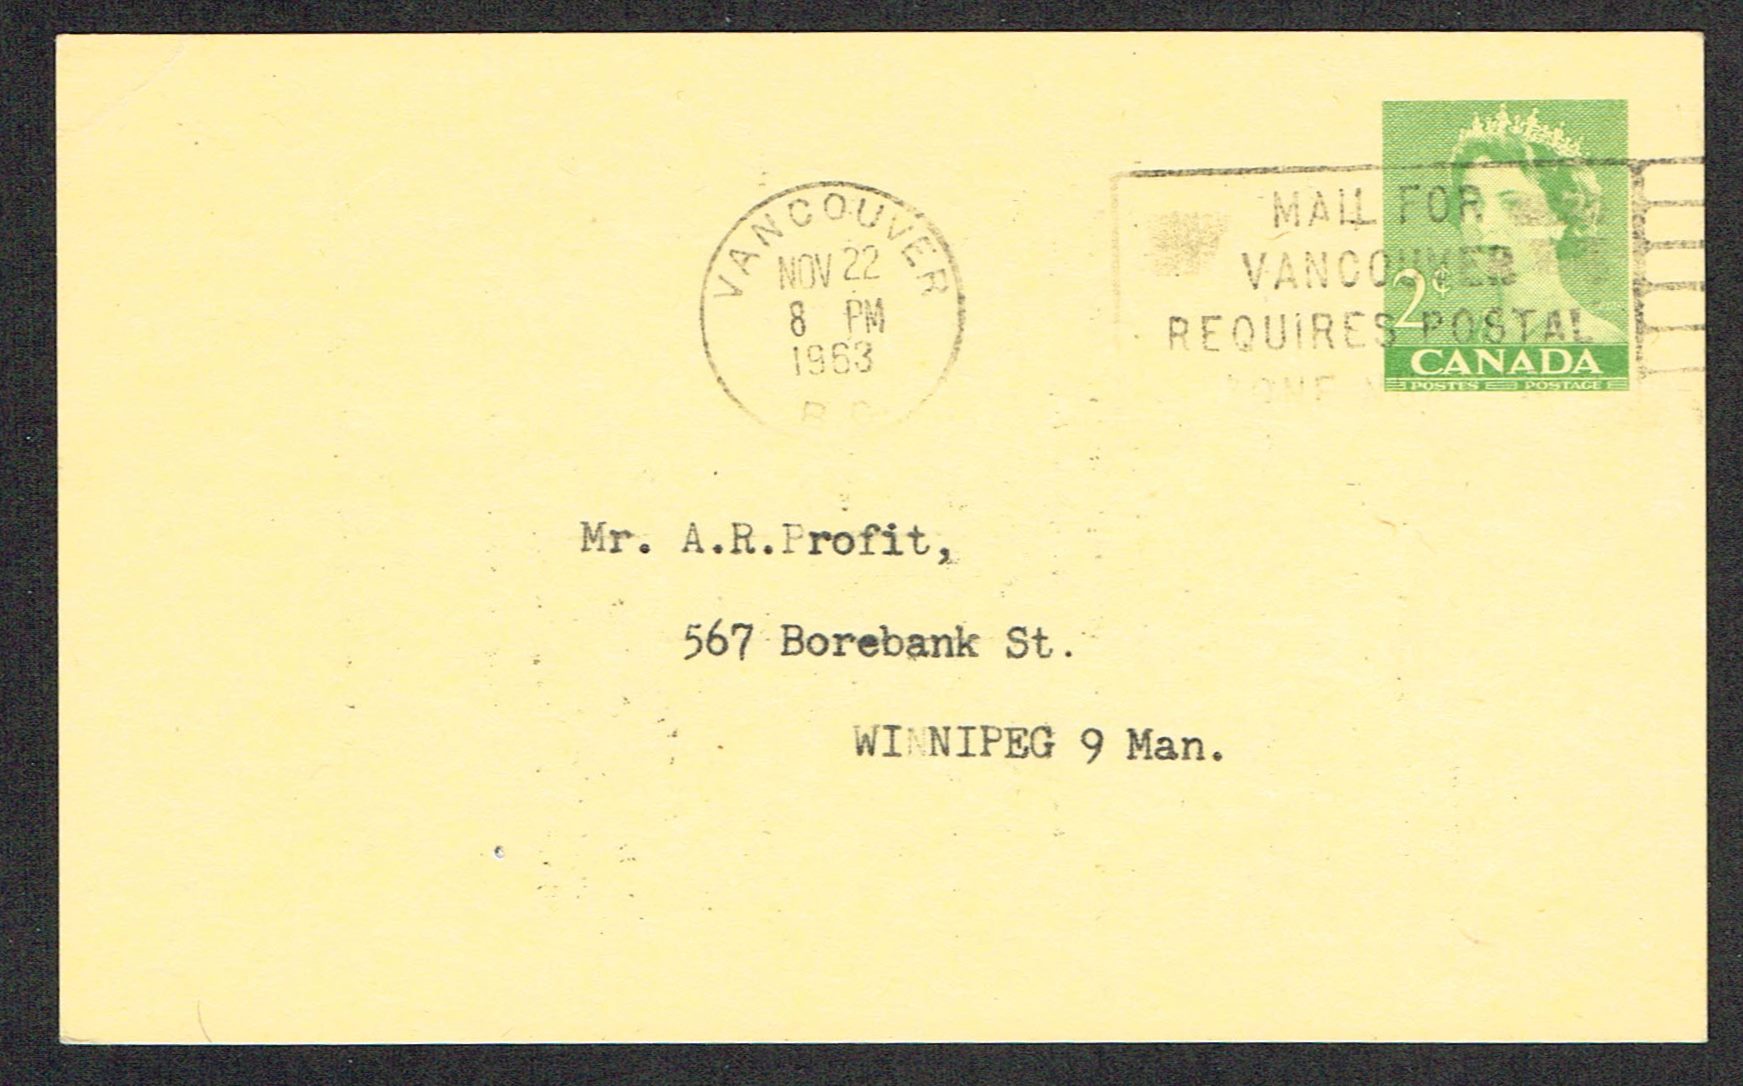 VANCOUVER
NOV 22
8 PM
1963
B C
MAIL FOR
VANCOUVER
REQUIRES POSTAL
2¢
CANADA
POSTES POSTAGE
Mr. A.R.Profit,
567 Borebank St.
WINNIPEG 9 Man.